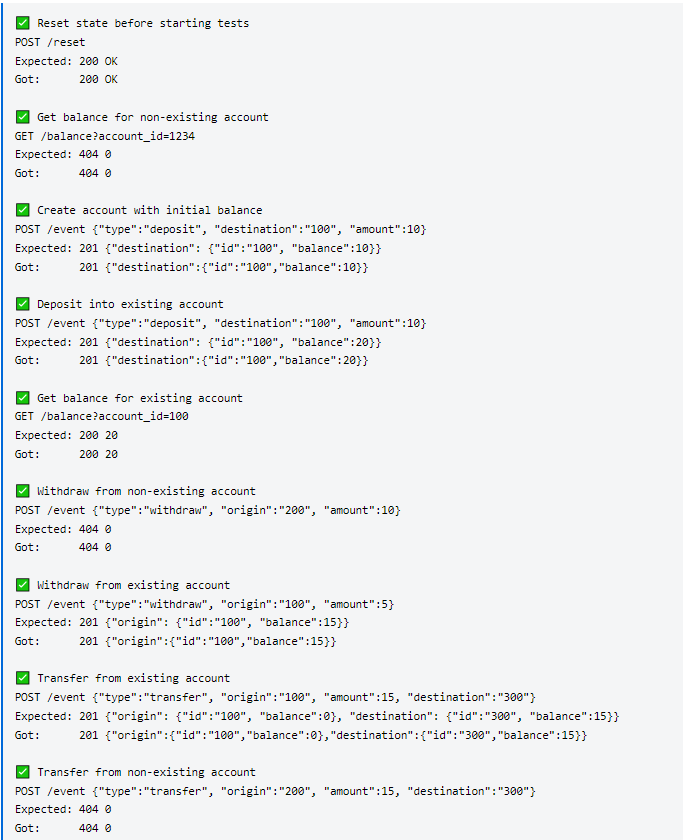 ✅ Reset state before starting tests
POST /reset
Expected: 200 OK
Got:      200 OK

✅ Get balance for non-existing account
GET /balance?account_id=1234
Expected: 404 0
Got:      404 0

✅ Create account with initial balance
POST /event {"type":"deposit", "destination":"100", "amount":10}
Expected: 201 {"destination": {"id":"100", "balance":10}}
Got:      201 {"destination":{"id":"100","balance":10}}

✅ Deposit into existing account
POST /event {"type":"deposit", "destination":"100", "amount":10}
Expected: 201 {"destination": {"id":"100", "balance":20}}
Got:      201 {"destination":{"id":"100","balance":20}}

✅ Get balance for existing account
GET /balance?account_id=100
Expected: 200 20
Got:      200 20

✅ Withdraw from non-existing account
POST /event {"type":"withdraw", "origin":"200", "amount":10}
Expected: 404 0
Got:      404 0

✅ Withdraw from existing account
POST /event {"type":"withdraw", "origin":"100", "amount":5}
Expected: 201 {"origin": {"id":"100", "balance":15}}
Got:      201 {"origin":{"id":"100","balance":15}}

✅ Transfer from existing account
POST /event {"type":"transfer", "origin":"100", "amount":15, "destination":"300"}
Expected: 201 {"origin": {"id":"100", "balance":0}, "destination": {"id":"300", "balance":15}}
Got:      201 {"origin":{"id":"100","balance":0},"destination":{"id":"300","balance":15}}

✅ Transfer from non-existing account
POST /event {"type":"transfer", "origin":"200", "amount":15, "destination":"300"}
Expected: 404 0
Got:      404 0